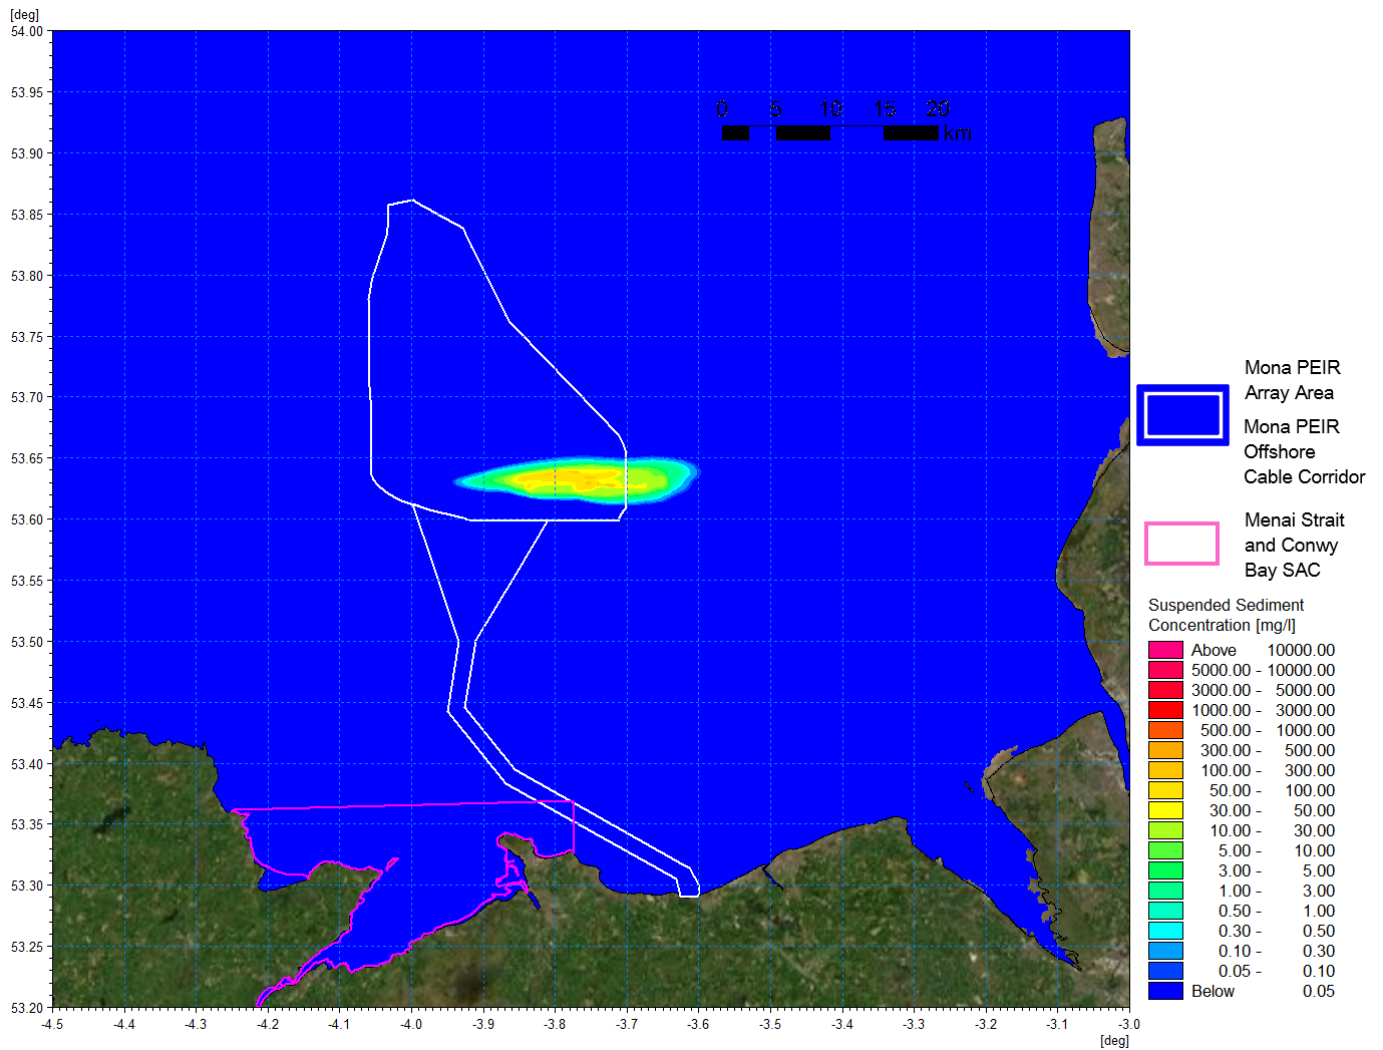 [deg]
54.00
53.95
53.90
53.85
53.80
53.75
53.70
53.65
53.60
53.55
53.50
53.45
53.40
53.35
53.30
53.25
53.20
-4.5 -4.4 -4.3 -4.2 -4.1 -4.0 -3.9 -3.8 -3.7 -3.6 -3.5 -3.4 -3.3 -3.2 -3.1 -3.0
[deg]
0 5 10 15 20
km
Mona PEIR
Array Area
Mona PEIR
Offshore
Cable Corridor
Menai Strait
and Conwy
Bay SAC
Suspended Sediment
Concentration [mg/l]
Above 10000.00
5000.00 - 10000.00
3000.00 - 5000.00
1000.00 - 3000.00
500.00 - 1000.00
300.00 - 500.00
100.00 - 300.00
50.00 - 100.00
30.00 - 50.00
10.00 - 30.00
5.00 - 10.00
3.00 - 5.00
1.00 - 3.00
0.50 - 1.00
0.30 - 0.50
0.10 - 0.30
0.05 - 0.10
Below 0.05